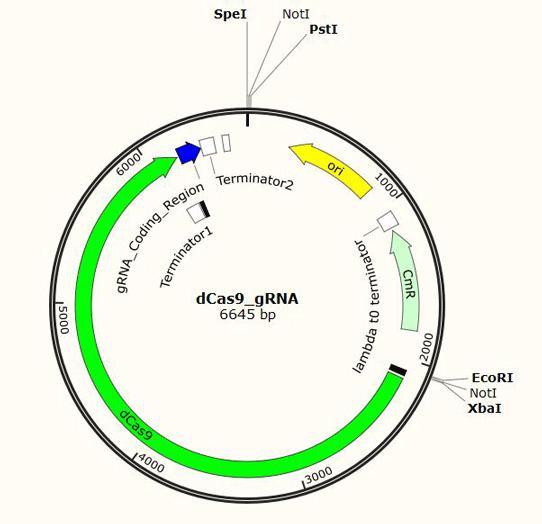 SpeI
NotI
PstI
6000
ori
1000
Terminator2
gRNA_Coding_Region
Terminator1
lambda t0 terminator
CmR
dCas9_gRNA
6645 bp
5000
2000
EcoRI
NotI
XbaI
dCas9
4000
3000